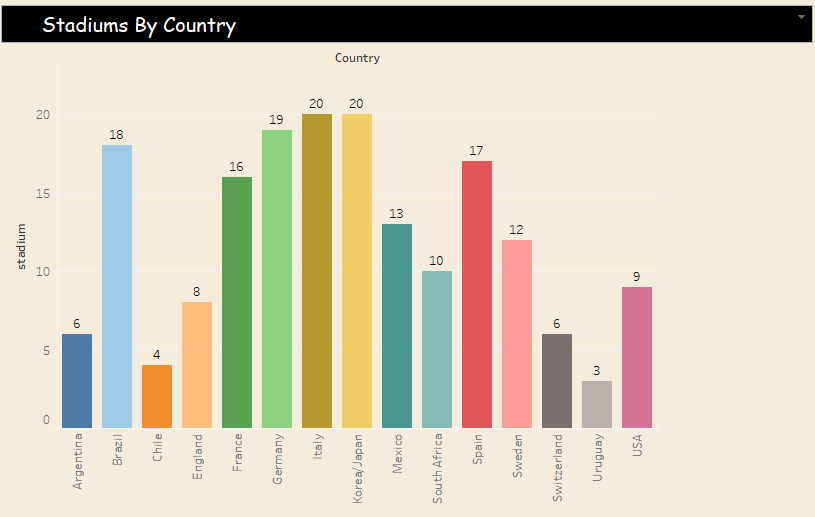 Stadiums By Country
Country
stadium
20
15
10
5
0
6
18
4
8
16
19
20
20
13
10
17
12
6
3
9
Argentina
Brazil
Chile
England
France
Germany
Italy
Korea/Japan
Mexico
South Africa
Spain
Sweden
Switzerland
Uruguay
USA